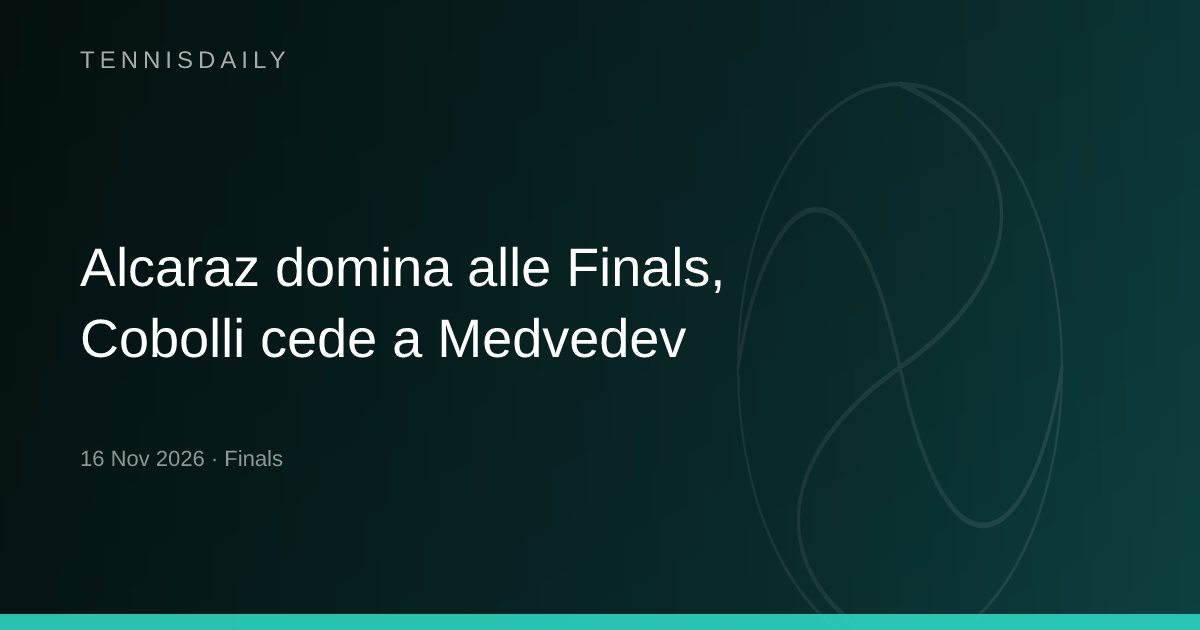 TENNISDAILY
Alcaraz domina alle Finals,
Cobolli cede a Medvedev
16 Nov 2026 · Finals